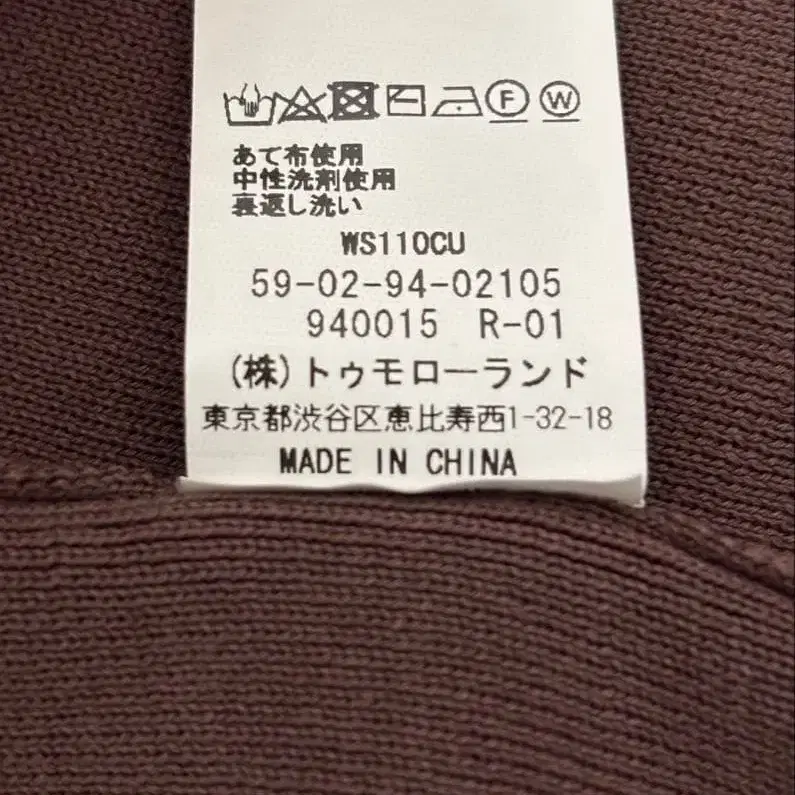 F W
あて布使用
中性洗剤使用
裏返し洗い
WS110CU
59-02-94-02105
940015 R-01
(株)トゥモローランド
東京都渋谷区恵比寿西1-32-18
MADE IN CHINA